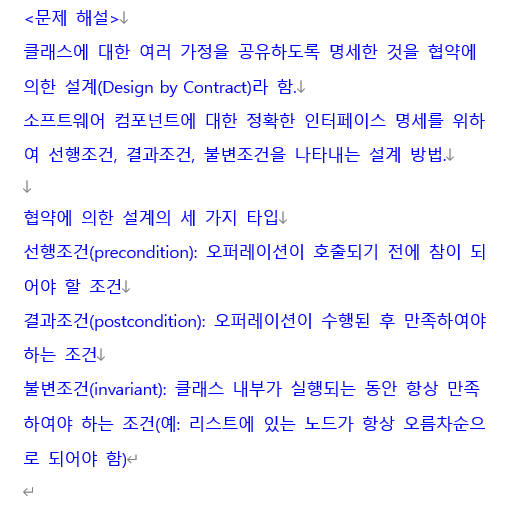 <문제 해설>↓
클래스에 대한 여러 가정을 공유하도록 명세한 것을 협약에
의한 설계(Design by Contract)라 함.↓
소프트웨어 컴포넌트에 대한 정확한 인터페이스 명세를 위하
여 선행조건, 결과조건, 불변조건을 나타내는 설계 방법.↓
↓
협약에 의한 설계의 세 가지 타입↓
선행조건(precondition): 오퍼레이션이 호출되기 전에 참이 되
어야 할 조건↓
결과조건(postcondition): 오퍼레이션이 수행된 후 만족하여야
하는 조건↓
불변조건(invariant): 클래스 내부가 실행되는 동안 항상 만족
하여야 하는 조건(예: 리스트에 있는 노드가 항상 오름차순으
로 되어야 함)↵
↵